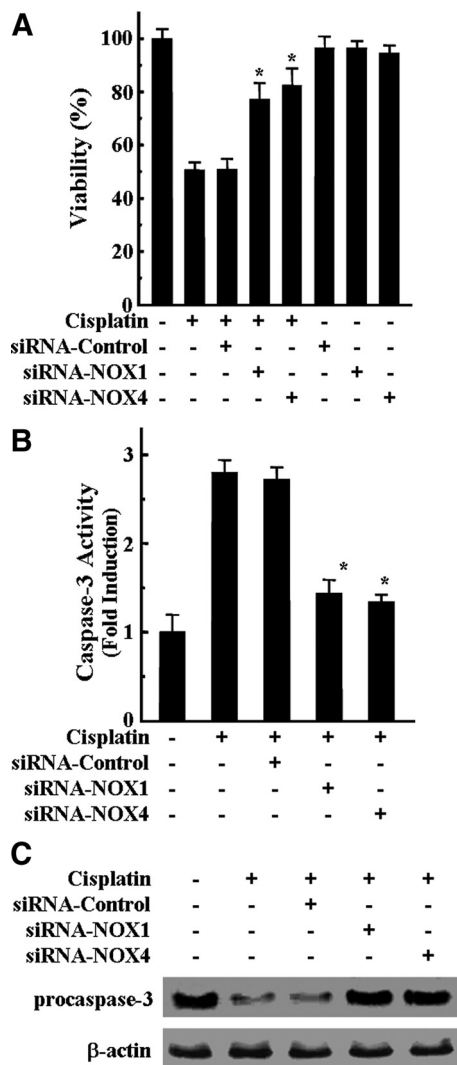 A
100
80
60
40
20
0
Viability (%)
Cisplatin - + + + + - - -
siRNA-Control - - + - - + - -
siRNA-NOX1 - - - + - - + -
siRNA-NOX4 - - - - + - - +
* *
B
3
2
1
0
Caspase-3 Activity
(Fold Induction)
* *
Cisplatin - + + + +
siRNA-Control - - + - -
siRNA-NOX1 - - - + -
siRNA-NOX4 - - - - +
C
Cisplatin - + + + +
siRNA-Control - - + - -
siRNA-NOX1 - - - + -
siRNA-NOX4 - - - - +
procaspase-3
β-actin